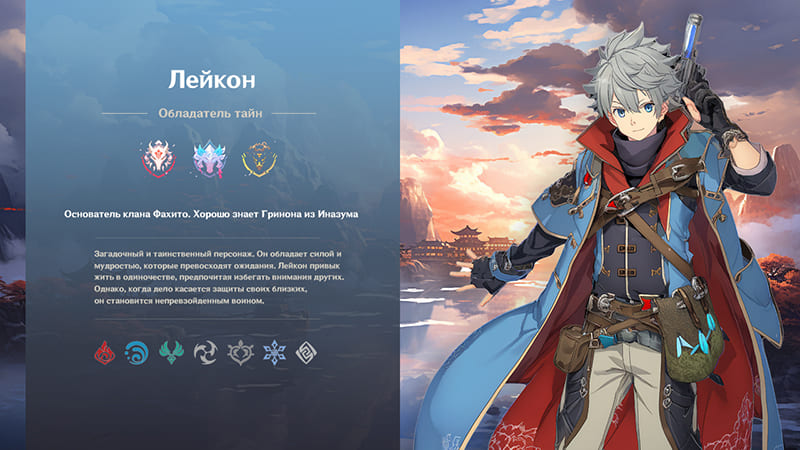 Лейкон
Обладатель тайн
Основатель клана Фахито. Хорошо знает Гринона из Иназума
Загадочный и таинственный персонаж. Он обладает силой и
мудростью, которые превосходят ожидания. Лейкон привык
жить в одиночестве, предпочитая избегать внимания других.
Однако, когда дело касается защиты своих близких,
он становится непревзойденным воином.